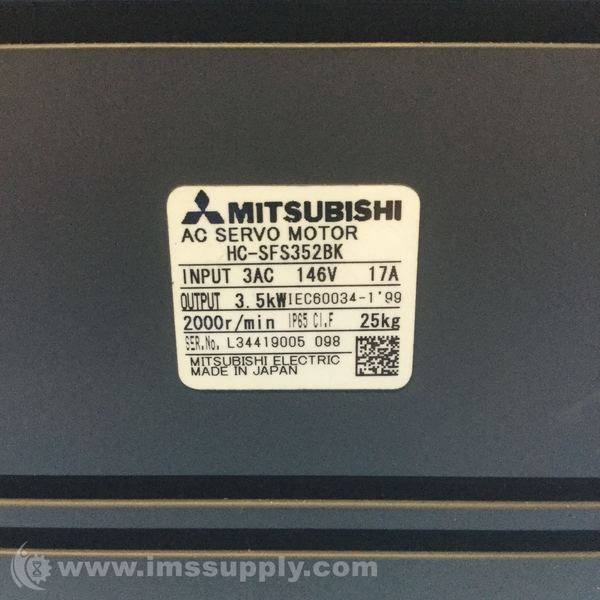 MITSUBISHI
AC SERVO MOTOR
HC-SFS352BK
INPUT 3AC 146V 17A
OUTPUT 3.5kW IEC60034-1'99
2000r/min IP65 CI.F 25kg
SER.No. L34419005 098
MITSUBISHI ELECTRIC
MADE IN JAPAN
www.imssupply.com